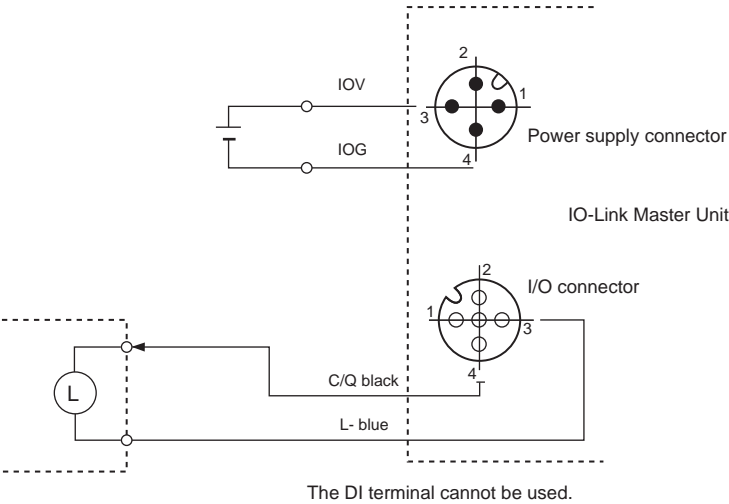 2
IOV
1
3
Power supply connector
IOG
4
IO-Link Master Unit
2
I/O connector
1
3
4
C/Q black
L
L- blue
The DI terminal cannot be used.